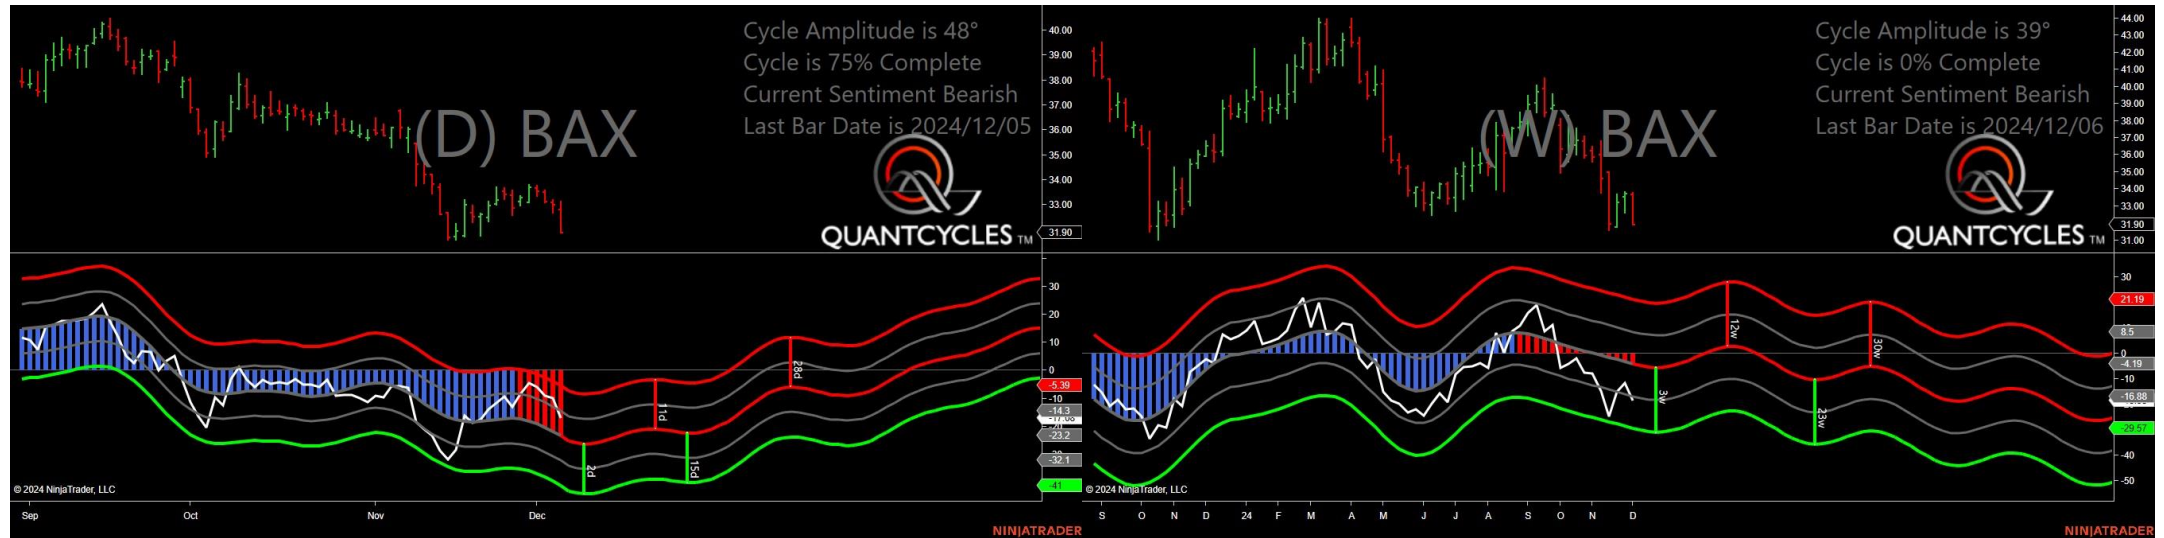 Cycle Amplitude is 48°
Cycle is 75% Complete
Current Sentiment Bearish
Last Bar Date is 2024/12/05
(D) BAX
QUANTCYCLES TM
40.00
39.00
38.00
37.00
36.00
35.00
34.00
33.00
31.90
30
20
10
0
-5.39
-10
-14.3
-23.2
-32.1
-41
11d
28d
2d
15d
© 2024 NinjaTrader, LLC
Sep Oct Nov Dec
NINJATRADER
Cycle Amplitude is 39°
Cycle is 0% Complete
Current Sentiment Bearish
Last Bar Date is 2024/12/06
(W) BAX
QUANTCYCLES TM
44.00
43.00
42.00
41.00
40.00
39.00
38.00
37.00
36.00
35.00
34.00
33.00
31.90
31.00
30
21.19
8.5
0
-4.19
-10
-16.88
-29.57
-40
-50
12w
30w
3w
23w
© 2024 NinjaTrader, LLC
S O N D 24 F M A M J J A S O N D
NINJATRADER